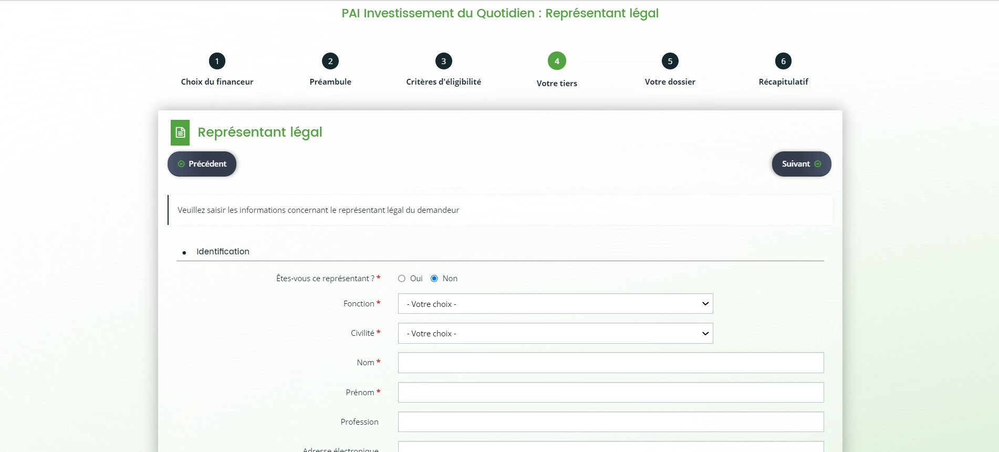 PAI Investissement du Quotidien : Représentant légal
1 2 3 4 5 6
Choix du financeur Préambule Critères d'éligibilité Votre tiers Votre dossier Récapitulatif
Représentant légal
Précédent Suivant
Veuillez saisir les informations concernant le représentant légal du demandeur
Identification
Êtes-vous ce représentant ? * Oui Non
Fonction * - Votre choix -
Civilité * - Votre choix -
Nom *
Prénom *
Profession
Adresse électronique